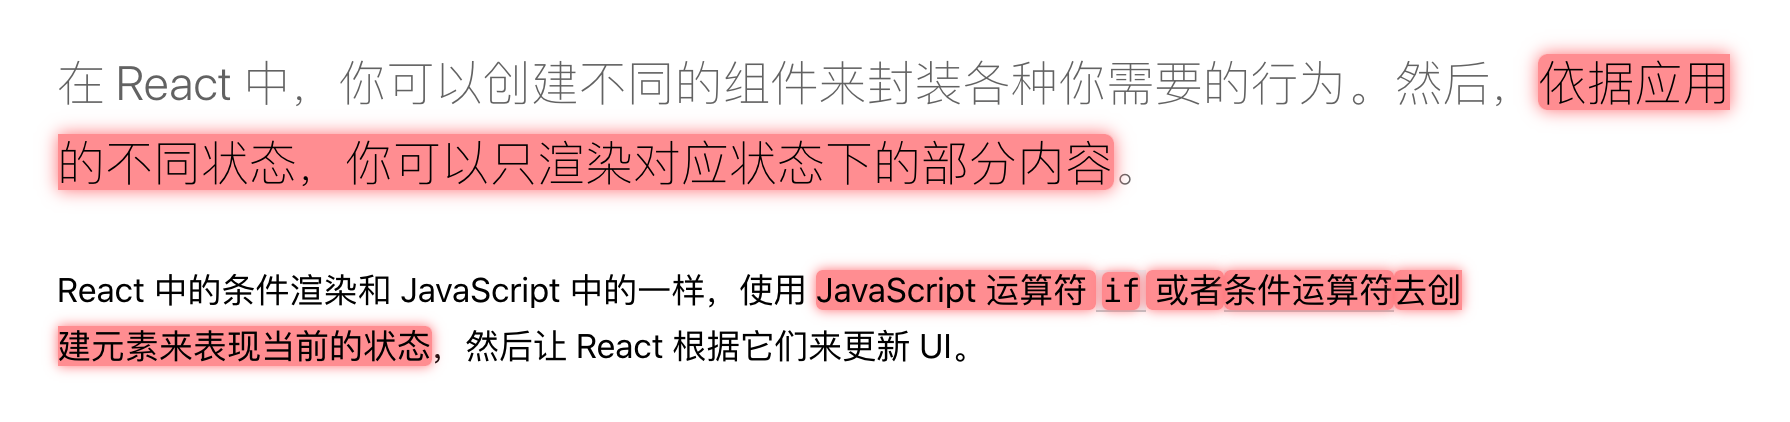 在 React 中，你可以创建不同的组件来封装各种你需要的行为。然后，依据应用
的不同状态，你可以只渲染对应状态下的部分内容。
React 中的条件渲染和 JavaScript 中的一样，使用 JavaScript 运算符 if 或者条件运算符去创
建元素来表现当前的状态，然后让 React 根据它们来更新 UI。